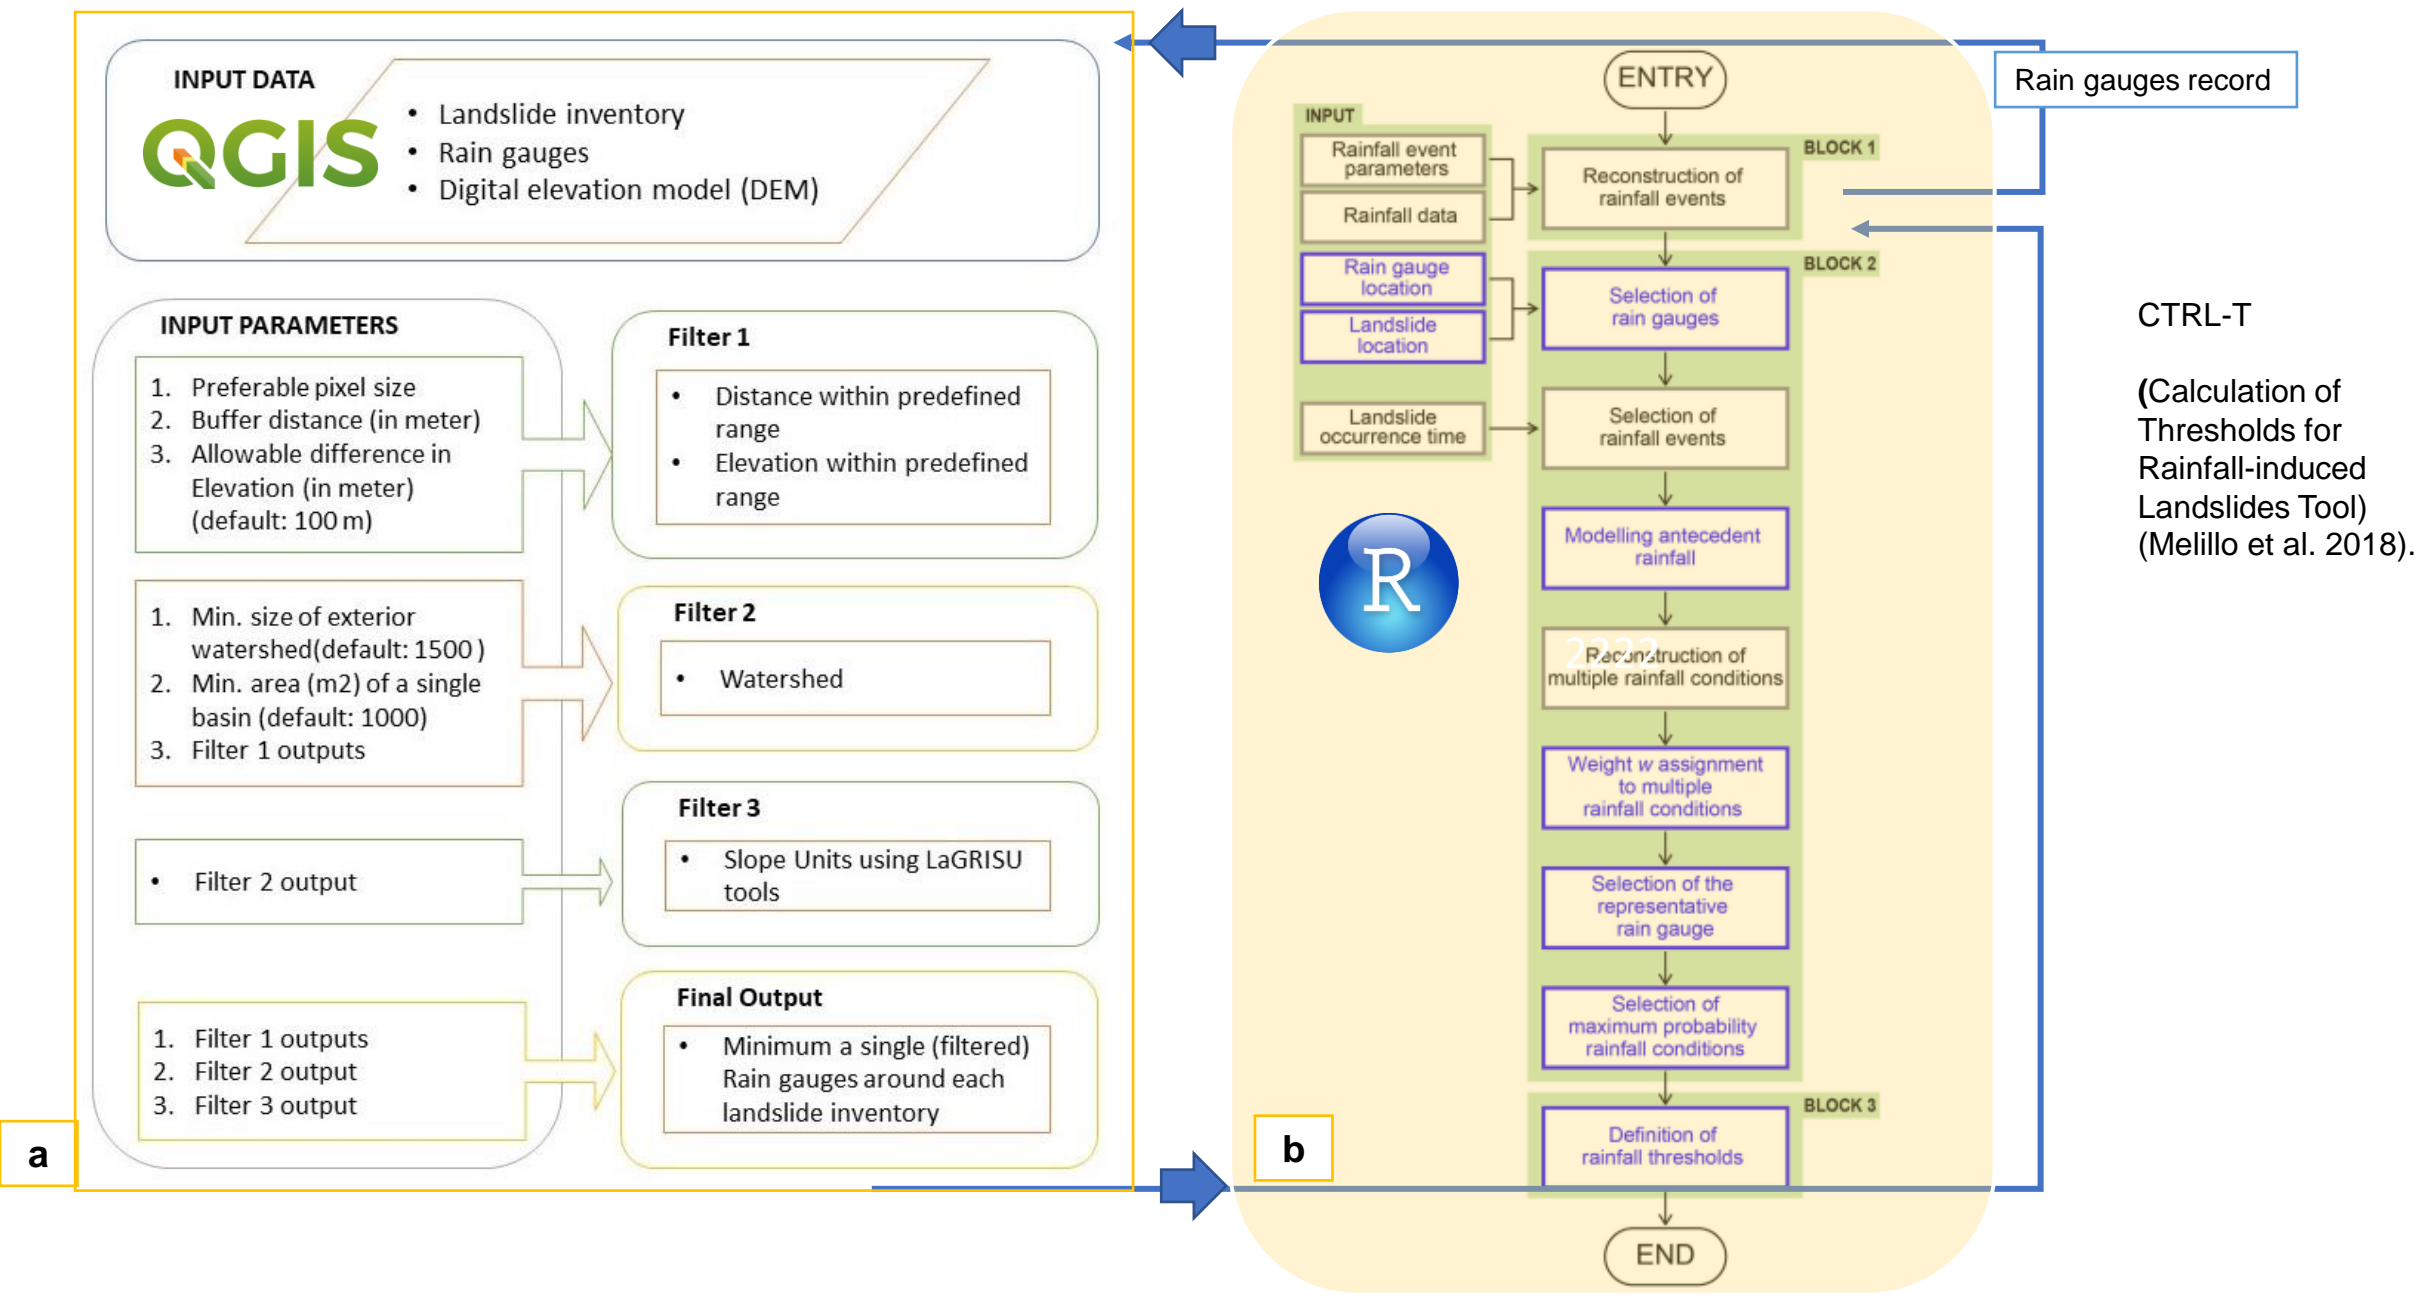 INPUT DATA
QGIS
• Landslide inventory
• Rain gauges
• Digital elevation model (DEM)
INPUT PARAMETERS
1. Preferable pixel size
2. Buffer distance (in meter)
3. Allowable difference in
Elevation (in meter)
(default: 100 m)
Filter 1
• Distance within predefined
range
• Elevation within predefined
range
1. Min. size of exterior
watershed(default: 1500 )
2. Min. area (m2) of a single
basin (default: 1000)
3. Filter 1 outputs
Filter 2
• Watershed
• Filter 2 output
Filter 3
• Slope Units using LaGRISU
tools
1. Filter 1 outputs
2. Filter 2 output
3. Filter 3 output
Final Output
• Minimum a single (filtered)
Rain gauges around each
landslide inventory
a
ENTRY
INPUT
Rainfall event
parameters
Rainfall data
Rain gauge
location
Landslide
location
Landslide
occurrence time
BLOCK 1
Reconstruction of
rainfall events
BLOCK 2
Selection of
rain gauges
Selection of
rainfall events
Modelling antecedent
rainfall
R
2222
Reconstruction of
multiple rainfall conditions
Weight w assignment
to multiple
rainfall conditions
Selection of the
representative
rain gauge
Selection of
maximum probability
rainfall conditions
BLOCK 3
Definition of
rainfall thresholds
END
b
Rain gauges record
CTRL-T
(Calculation of
Thresholds for
Rainfall-induced
Landslides Tool)
(Melillo et al. 2018).